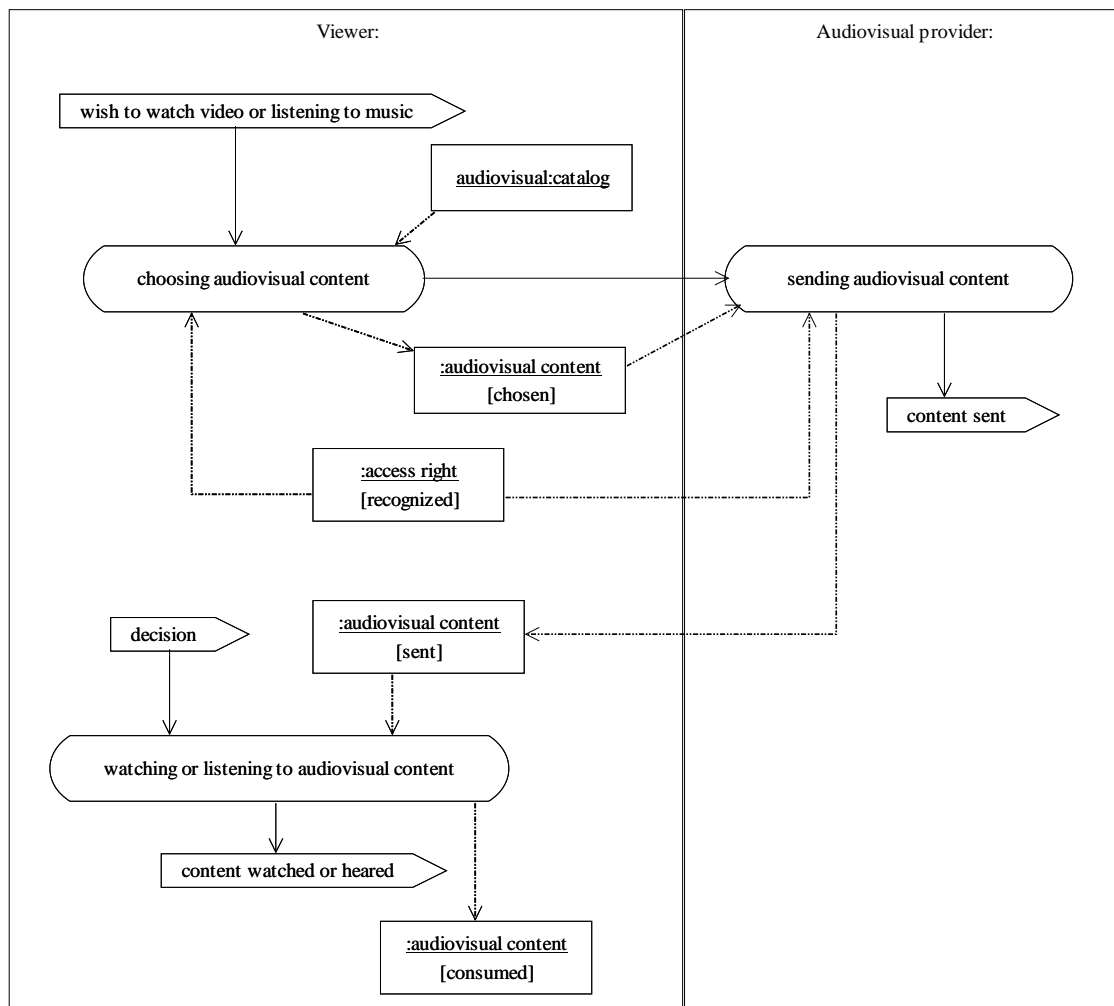 Viewer:
Audiovisual provider:
wish to watch video or listening to music
audiovisual:catalog
choosing audiovisual content
sending audiovisual content
:audiovisual content
[chosen]
content sent
:access right
[recognized]
decision
:audiovisual content
[sent]
watching or listening to audiovisual content
content watched or heared
:audiovisual content
[consumed]